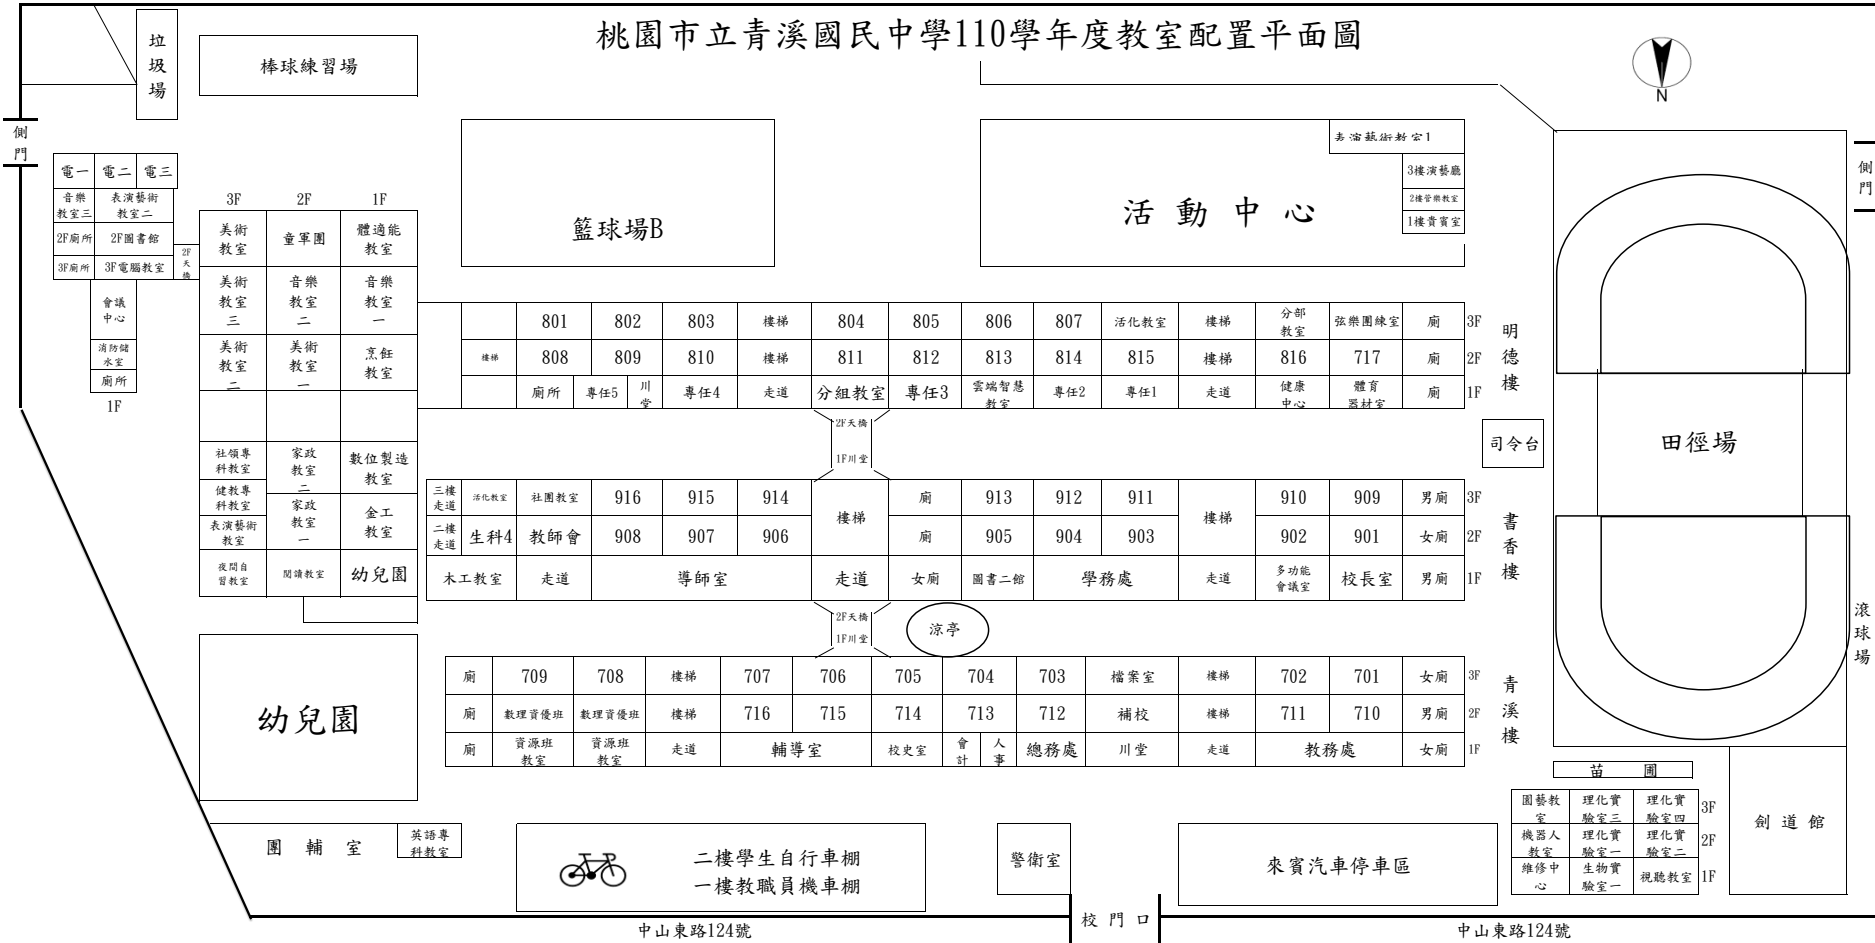 桃園市立青溪國民中學110學年度教室配置平面圖
垃
圾
場
棒球練習場
N
側
門
側
門
電一 電二 電三
音樂
教室三
表演藝術
教室二
2F廁所 2F圖書館
3F廁所 3F電腦教室
2F
天
橋
會議
中心
消防儲
水室
廁所
1F
3F 2F 1F
美術
教室
童軍團
體適能
教室
美術
教室
三
音樂
教室
二
音樂
教室
一
美術
教室
二
美術
教室
一
烹飪
教室
社領專
科教室
家政
教室
二
數位製造
教室
健教專
科教室
家政
教室
一
金工
教室
表演藝術
教室
夜間自
習教室
閱讀教室
幼兒園
籃球場B
活動中心
表演藝術教室1
3樓演藝廳
2樓管樂教室
1樓貴賓室
801 802 803 樓梯 804 805 806 807 活化教室 樓梯
分部
教室
弦樂團練室 廁 3F
樓梯 808 809 810 樓梯 811 812 813 814 815 樓梯 816 717 廁 2F
廁所 專任5
川
堂
專任4 走道 分組教室 專任3
雲端智慧
教室
專任2 專任1 走道
健康
中心
體育
器材室
廁 1F
明
德
樓
2F天橋
1F川堂
司令台
田徑場
三樓
走道
活化教室 社團教室 916 915 914 樓梯 廁 913 912 911 樓梯 910 909 男廁 3F
二樓
走道
生科4 教師會 908 907 906 廁 905 904 903 902 901 女廁 2F
木工教室 走道 導師室 走道 女廁 圖書二館 學務處 走道
多功能
會議室
校長室 男廁 1F
書
香
樓
2F天橋
1F川堂
涼亭
滾
球
場
廁 709 708 樓梯 707 706 705 704 703 檔案室 樓梯 702 701 女廁 3F
廁 數理資優班 數理資優班 樓梯 716 715 714 713 712 補校 樓梯 711 710 男廁 2F
廁
資源班
教室
資源班
教室
走道 輔導室 校史室
會
計
人
事
總務處 川堂 走道 教務處 女廁 1F
青
溪
樓
幼兒園
苗圃
園藝教
室
理化實
驗室三
理化實
驗室四
3F
機器人
教室
理化實
驗室一
理化實
驗室二
2F
維修中
心
生物實
驗室一
視聽教室
1F
劍道館
團輔室
英語專
科教室
二樓學生自行車棚
一樓教職員機車棚
警衛室
來賓汽車停車區
校門口
中山東路124號
中山東路124號